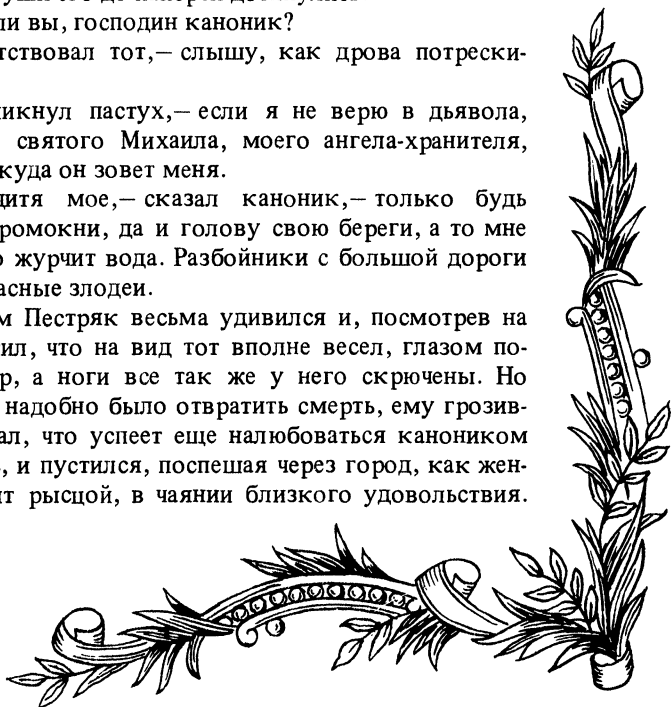 ли вы, господин каноник?
тствовал тот,— слышу, как дрова потрески-
икнул пастух,— если я не верю в дьявола,
святого Михаила, моего ангела-хранителя,
куда он зовет меня.
итя мое,— сказал каноник,— только будь
ромокни, да и голову свою береги, а то мне
о журчит вода. Разбойники с большой дороги
асные злодеи.
м Пестряк весьма удивился и, посмотрев на
тил, что на вид тот вполне весел, глазом по-
р, а ноги все так же у него скрючены. Но
надобно было отвратить смерть, ему грозив-
ал, что успеет еще налюбоваться каноником
, и пустился, поспешая через город, как жен-
ит рысцой, в чаянии близкого удовольствия.